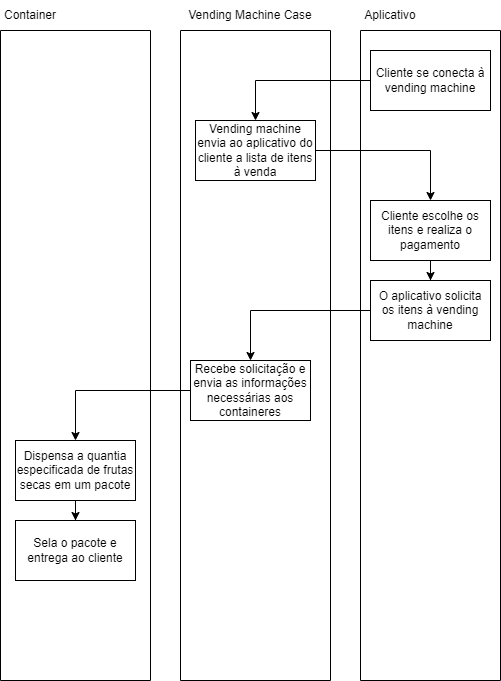 Container
Vending Machine Case
Aplicativo
Cliente se conecta à
vending machine
Vending machine
envia ao aplicativo do
cliente a lista de itens
à venda
Cliente escolhe os
itens e realiza o
pagamento
O aplicativo solicita
os itens à vending
machine
Recebe solicitação e
envia as informações
necessárias aos
containeres
Dispensa a quantia
especificada de frutas
secas em um pacote
Sela o pacote e
entrega ao cliente